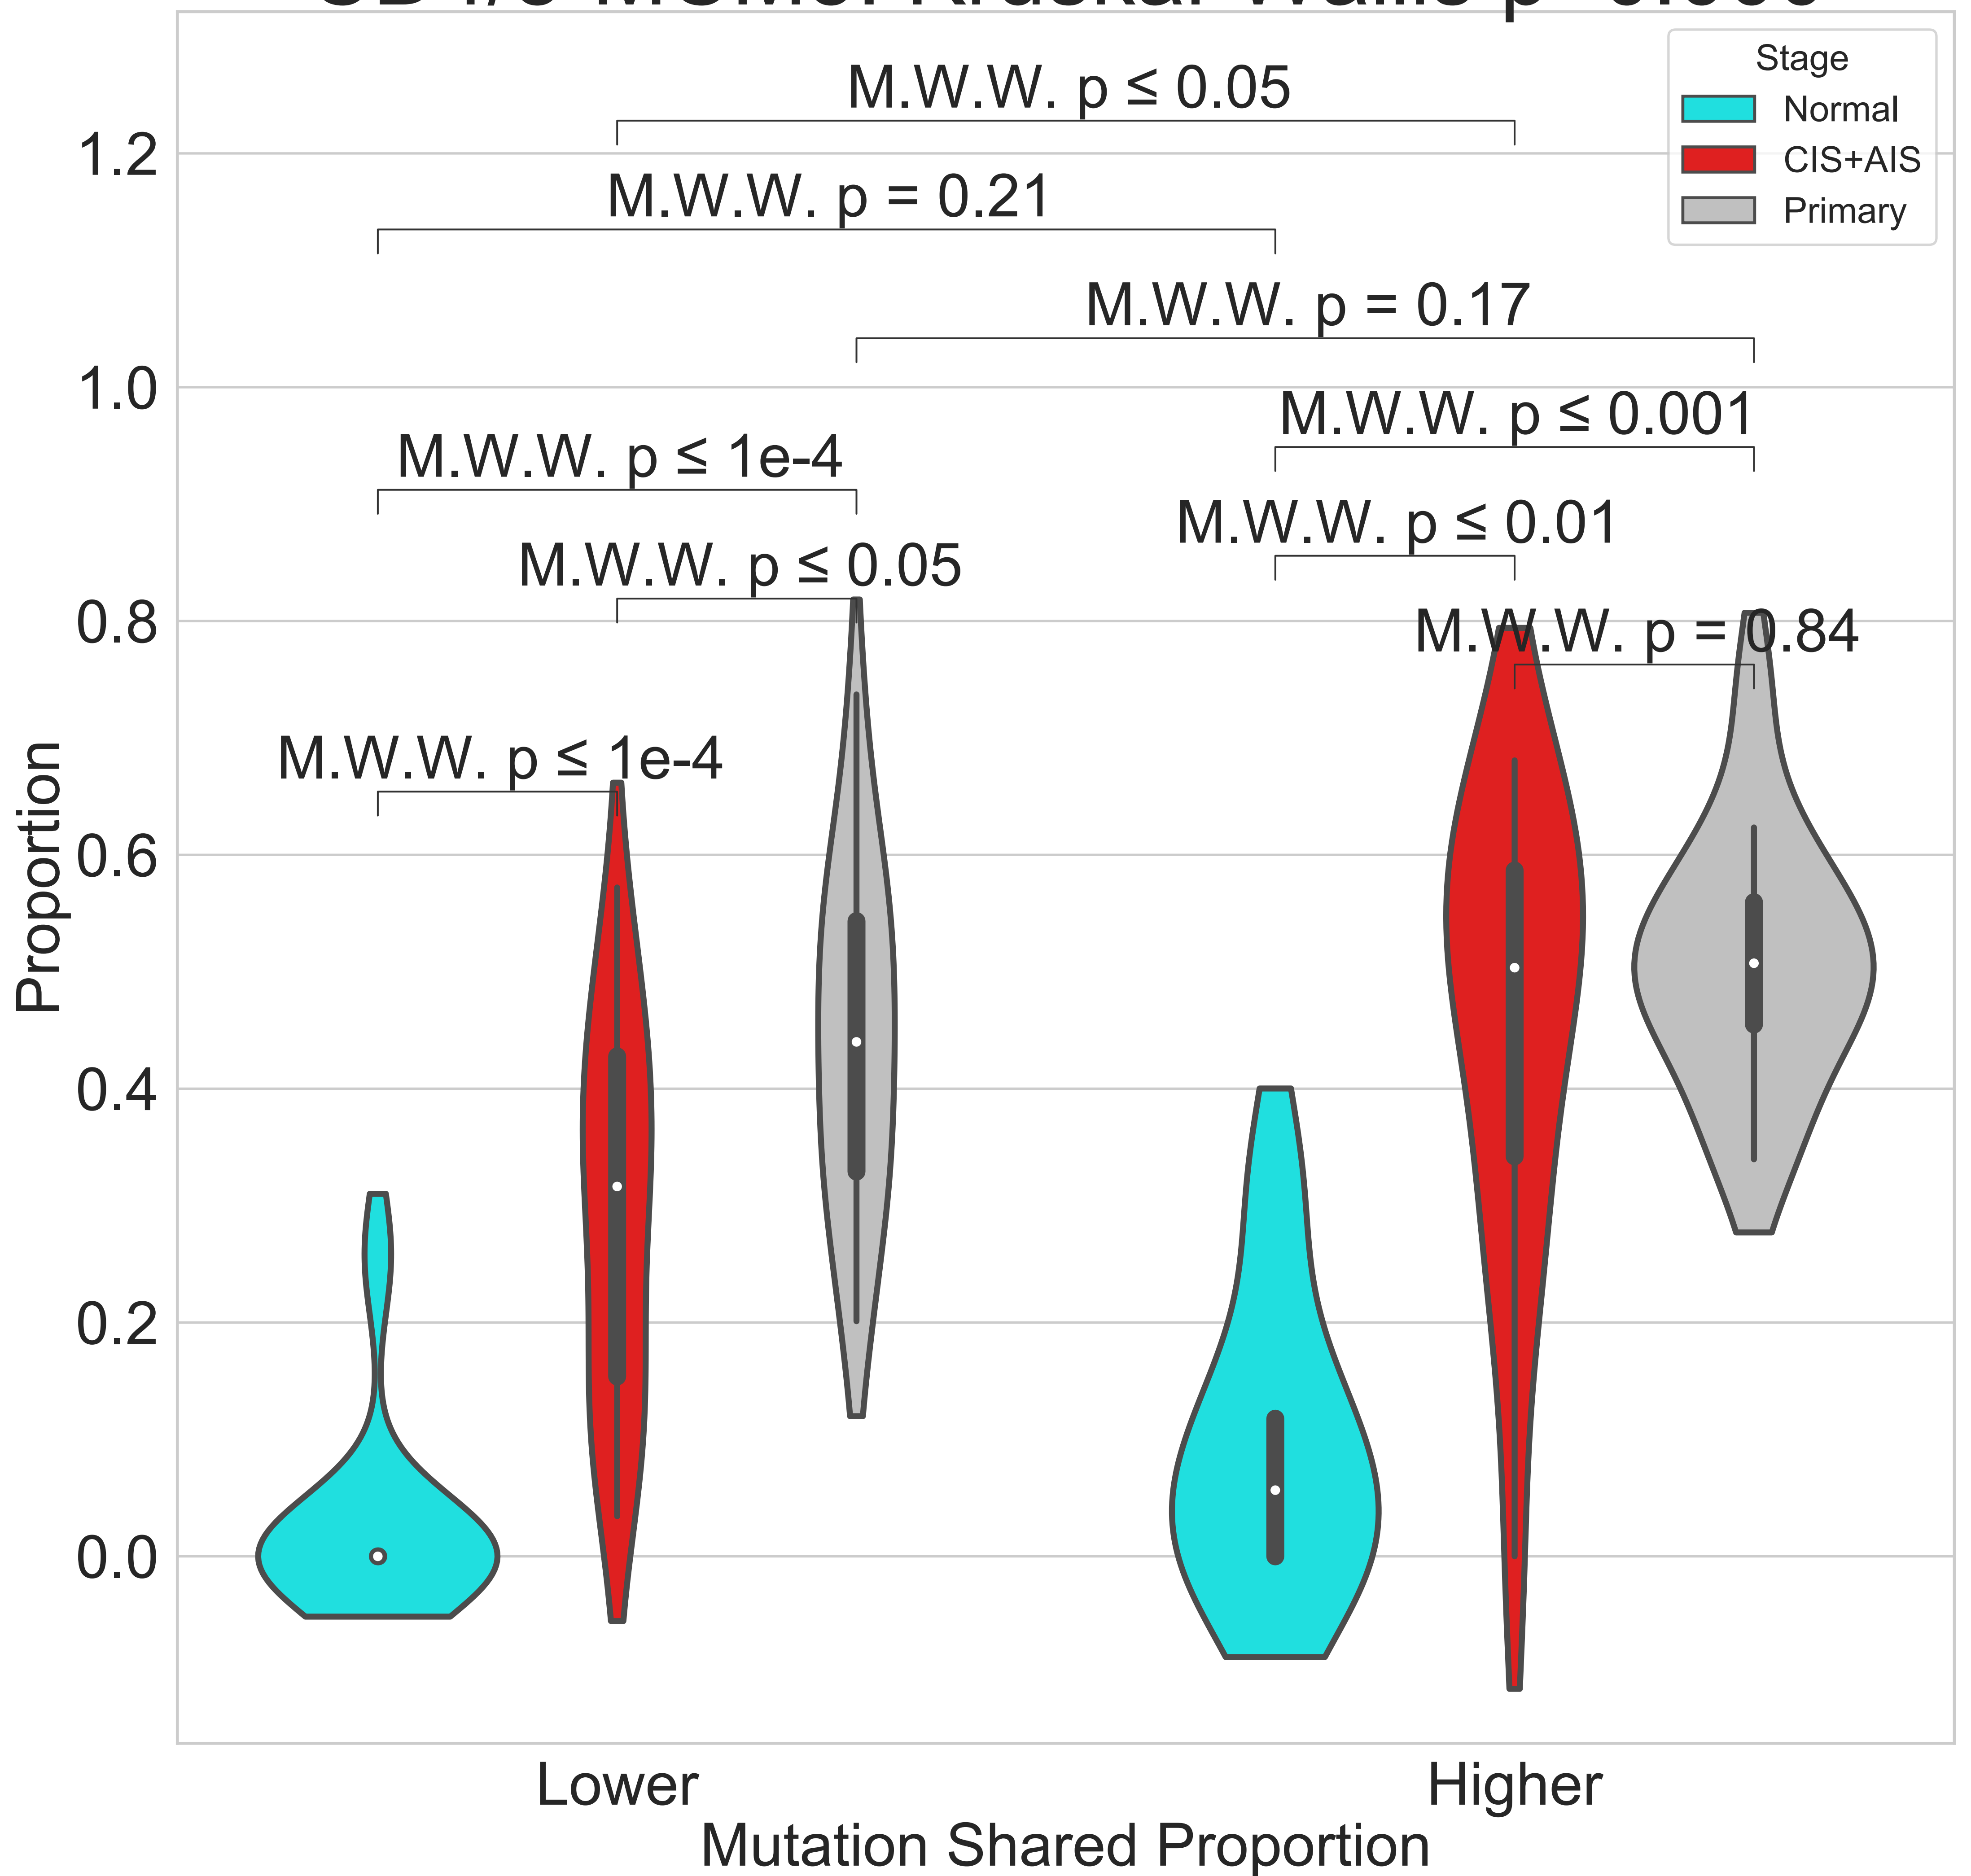 Stage
Normal
CIS+AIS
Primary
M.W.W. p ≤ 0.05
M.W.W. p = 0.21
M.W.W. p = 0.17
M.W.W. p ≤ 0.001
M.W.W. p ≤ 1e-4
M.W.W. p ≤ 0.01
M.W.W. p ≤ 0.05
M.W.W. p = 0.84
M.W.W. p ≤ 1e-4
1.2
1.0
0.8
0.6
0.4
0.2
0.0
Proportion
Lower
Higher
Mutation Shared Proportion